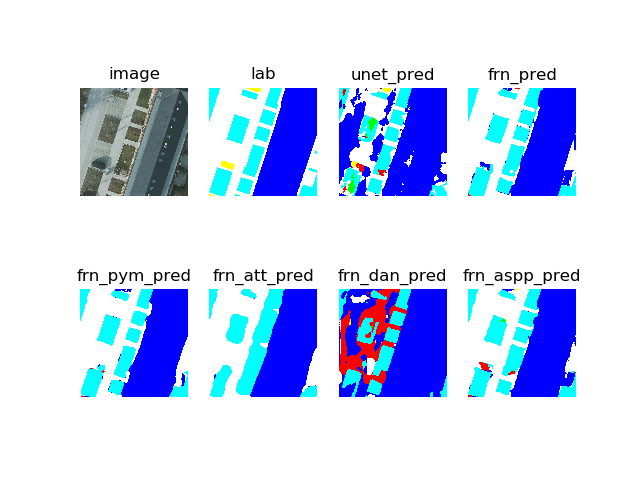 image
lab
unet_pred
frn_pred
frn_pym_pred
frn_att_pred
frn_dan_pred
frn_aspp_pred